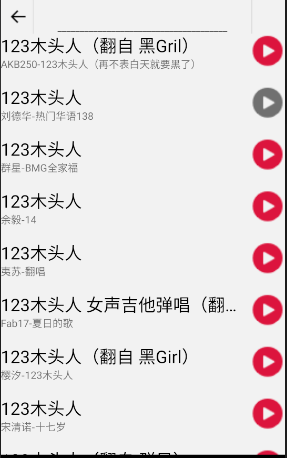 123木头人（翻自 黑Gril）
AKB250-123木头人（再不表白天就要黑了）
123木头人
刘德华-热门华语138
123木头人
群星-BMG全家福
123木头人
余毅-14
123木头人
夷苏-翻唱
123木头人 女声吉他弹唱（翻...
Fab17-夏日的歌
123木头人（翻自 黑Gril）
樱汐-123木头人
123木头人
宋清诺-十七岁